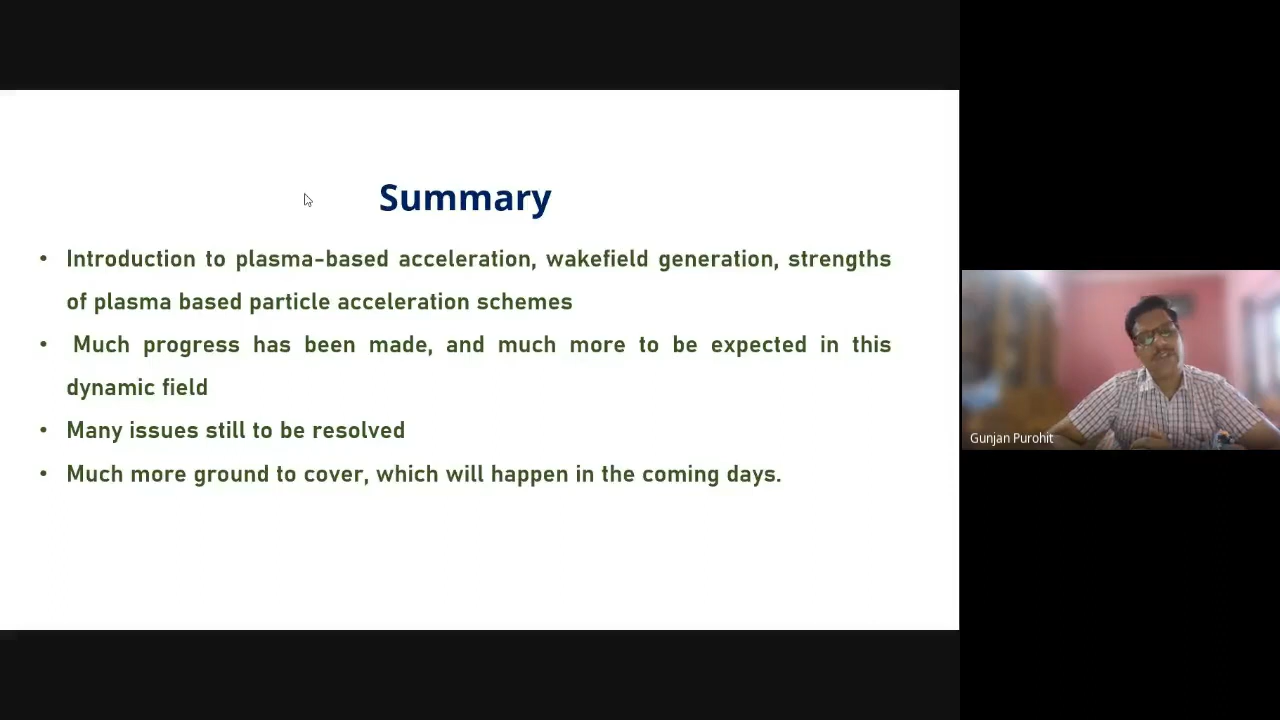 Summary
• Introduction to plasma-based acceleration, wakefield generation, strengths
of plasma based particle acceleration schemes
• Much progress has been made, and much more to be expected in this
dynamic field
• Many issues still to be resolved
• Much more ground to cover, which will happen in the coming days.
Gunjan Purohit